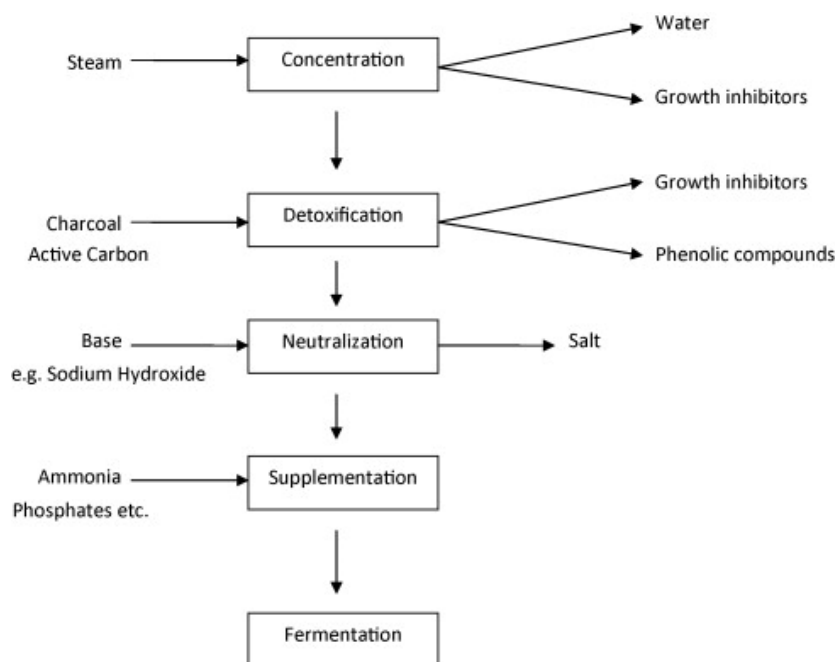 Water
Steam
Concentration
Growth inhibitors
Growth inhibitors
Charcoal
Active Carbon
Detoxification
Phenolic compounds
Base
e.g. Sodium Hydroxide
Neutralization
Salt
Ammonia
Phosphates etc.
Supplementation
Fermentation